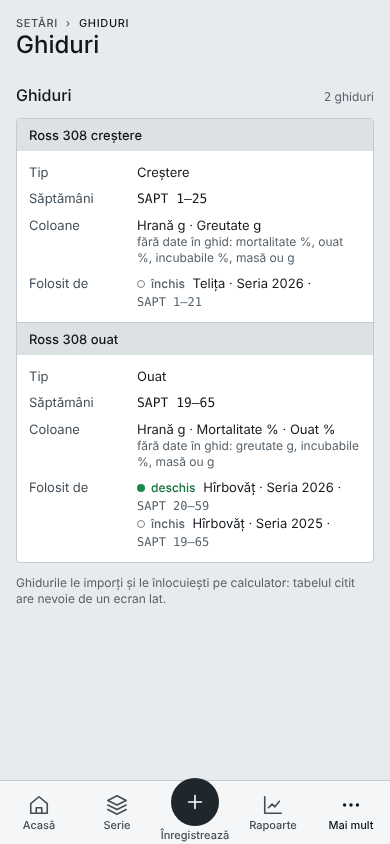 SETĂRI › GHIDURI
Ghiduri
Ghiduri
2 ghiduri
Ross 308 creștere
Tip
Creștere
Săptămâni
SAPT 1–25
Coloane
Hrană g · Greutate g
fără date în ghid: mortalitate %, ouat
%, incubabile %, masă ou g
Folosit de
închis Telița · Seria 2026 ·
SAPT 1–21
Ross 308 ouat
Tip
Ouat
Săptămâni
SAPT 19–65
Coloane
Hrană g · Mortalitate % · Ouat %
fără date în ghid: greutate g, incubabile
%, masă ou g
Folosit de
deschis Hîrbovăț · Seria 2026 ·
SAPT 20–59
închis Hîrbovăț · Seria 2025 ·
SAPT 19–65
Ghidurile le imporți și le înlocuiești pe calculator: tabelul citit
are nevoie de un ecran lat.
Acasă
Serie
Înregistrează
Rapoarte
Mai mult